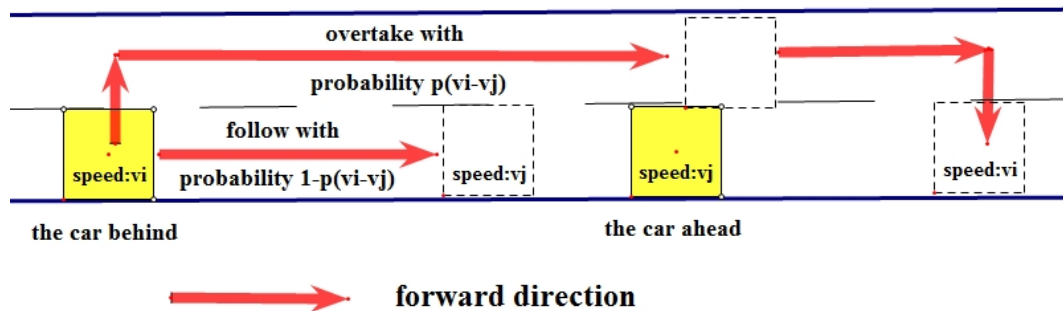 overtake with
probability p(vi-vj)
follow with
probability 1-p(vi-vj)
speed:vi
speed:vj
speed:vj
speed:vi
the car behind
the car ahead
forward direction